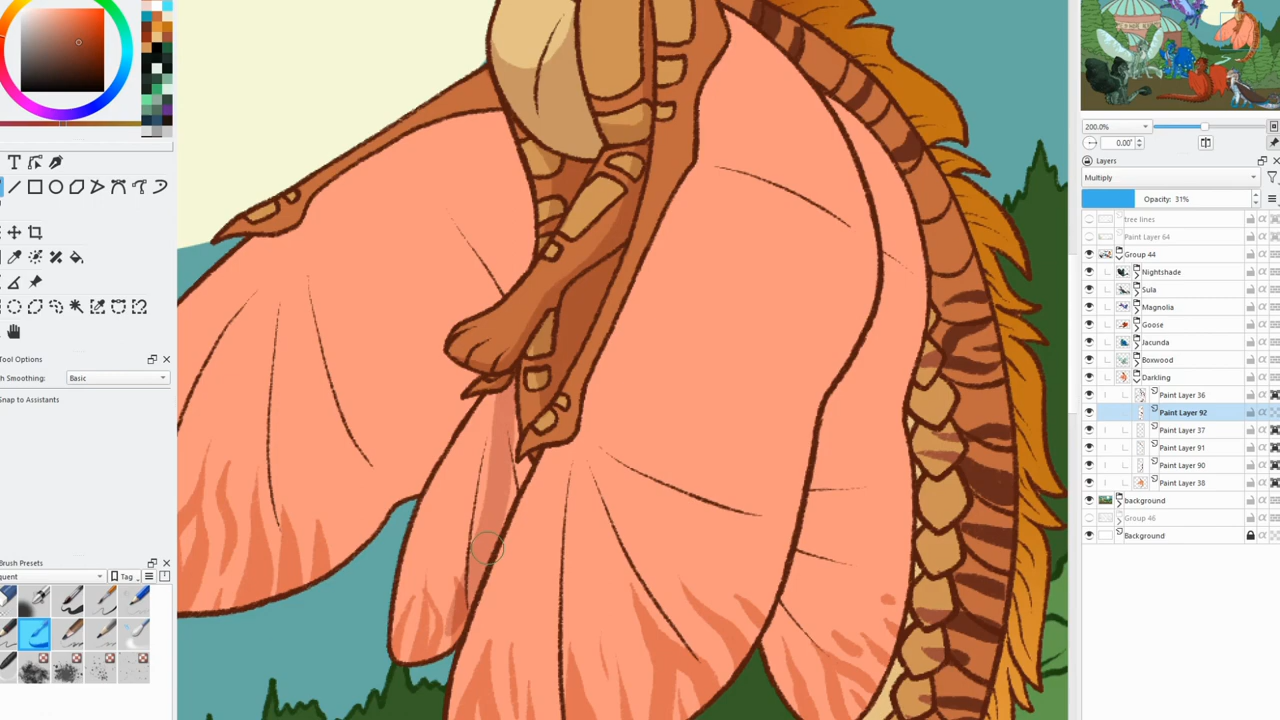 200.0%
0.00°
Layers
Multiply
Opacity: 31%
tree lines
Paint Layer 64
Group 44
Nightshade
Sula
Magnolia
Goose
Jacunda
Boxwood
Darkling
Paint Layer 36
Paint Layer 92
Paint Layer 37
Paint Layer 91
Paint Layer 90
Paint Layer 38
background
Group 46
Background
Tool Options
h Smoothing: Basic
Snap to Assistants
Brush Presets
quent
Tag